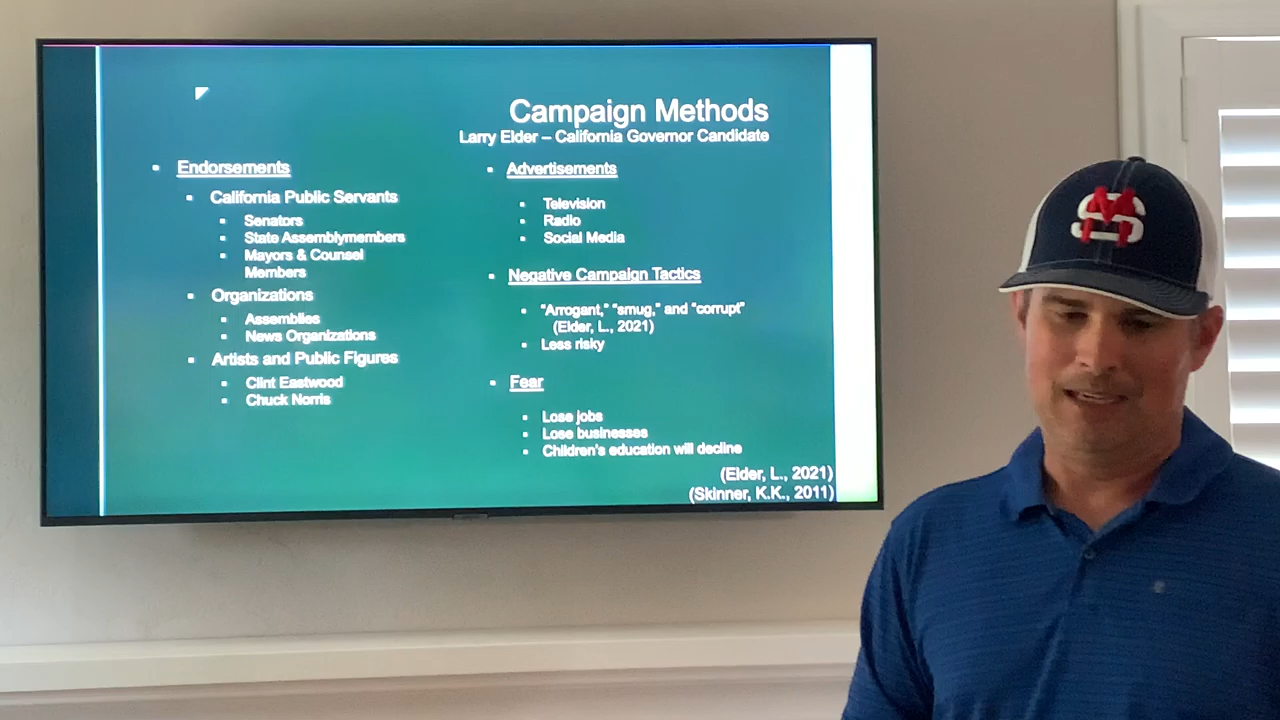 Campaign Methods
Larry Elder – California Governor Candidate
Endorsements
California Public Servants
Senators
State Assemblymembers
Mayors & Counsel
Members
Organizations
Assemblies
News Organizations
Artists and Public Figures
Clint Eastwood
Chuck Norris
Advertisements
Television
Radio
Social Media
Negative Campaign Tactics
“Arrogant,” “smug,” and “corrupt”
(Elder, L., 2021)
Less risky
Fear
Lose jobs
Lose businesses
Children’s education will decline
(Elder, L., 2021)
(Skinner, K.K., 2011)
SM